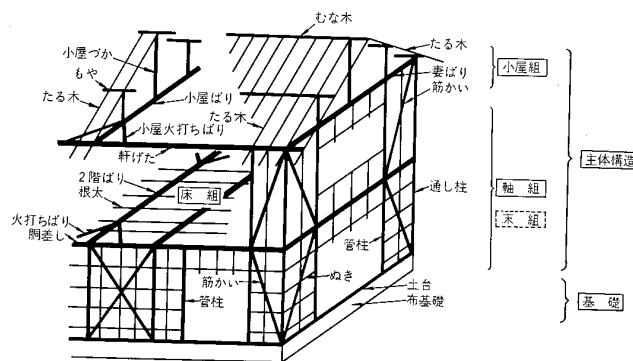 むな木
小屋づか
もや
たる木
小屋ばり
たる木
小屋火打ちばり
軒げた
たる木
妻ばり
筋かい
小屋組
主体構造
2階ばり
根太
床組
火打ちばり
胴差し
通し柱
軸組
床組
管柱
ぬき
筋かい
管柱
土台
布基礎
基礎